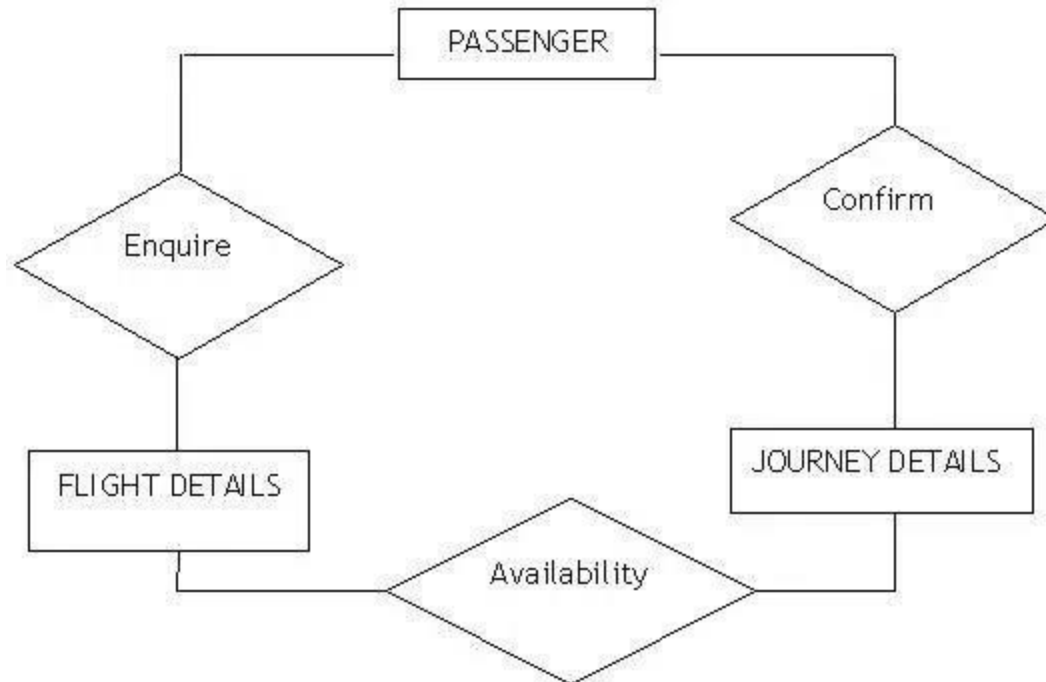 PASSENGER
Confirm
Enquire
JOURNEY DETAILS
FLIGHT DETAILS
Availability